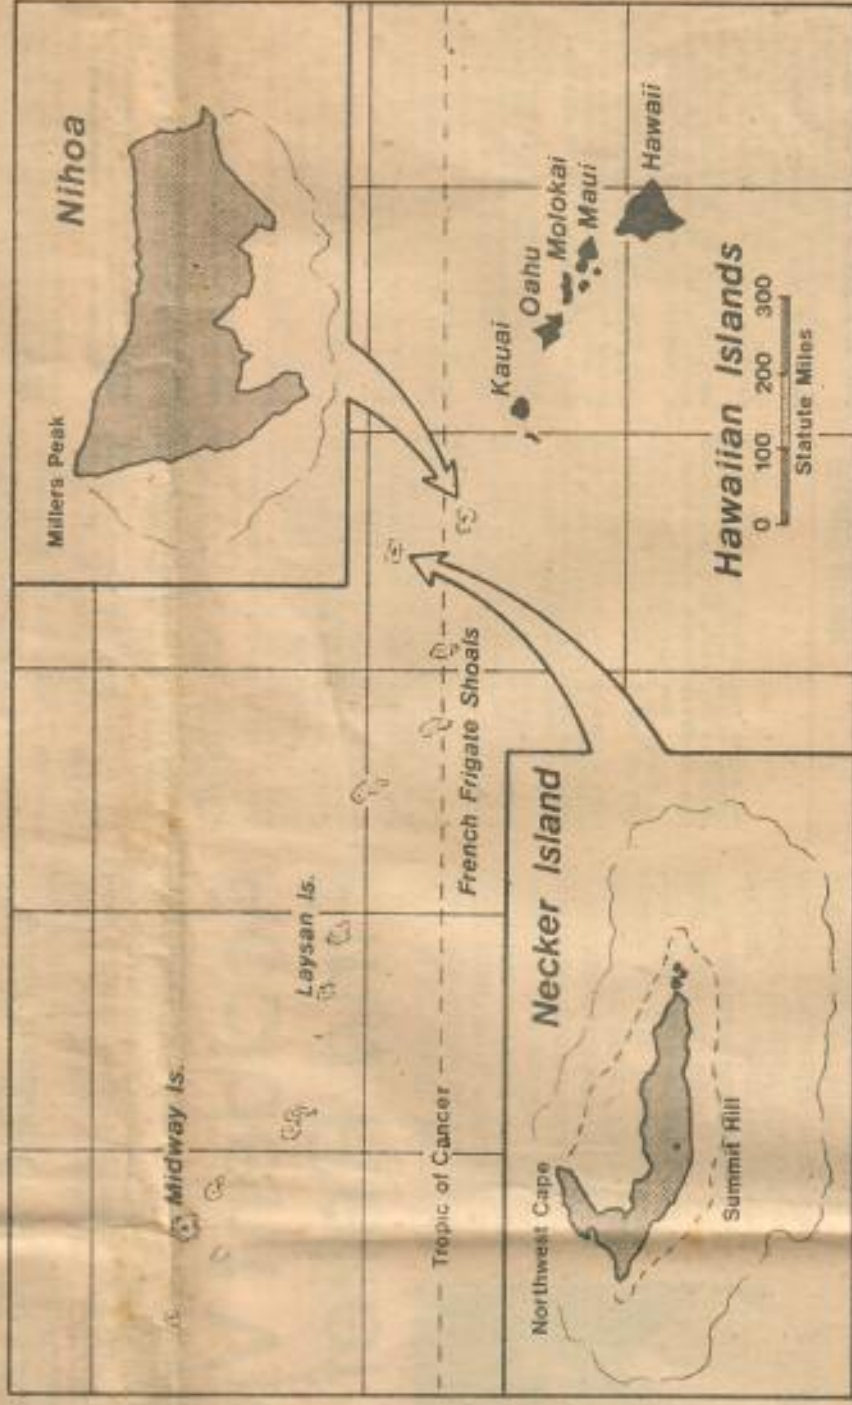 Nihoa
Millers Peak
Midway Is.
Laysan Is.
Tropic of Cancer
French Frigate Shoals
Kauai
Oahu
Molokai
Maui
Hawaii
Hawaiian Islands
0 100 200 300
Statute Miles
Necker Island
Northwest Cape
Summit Hill